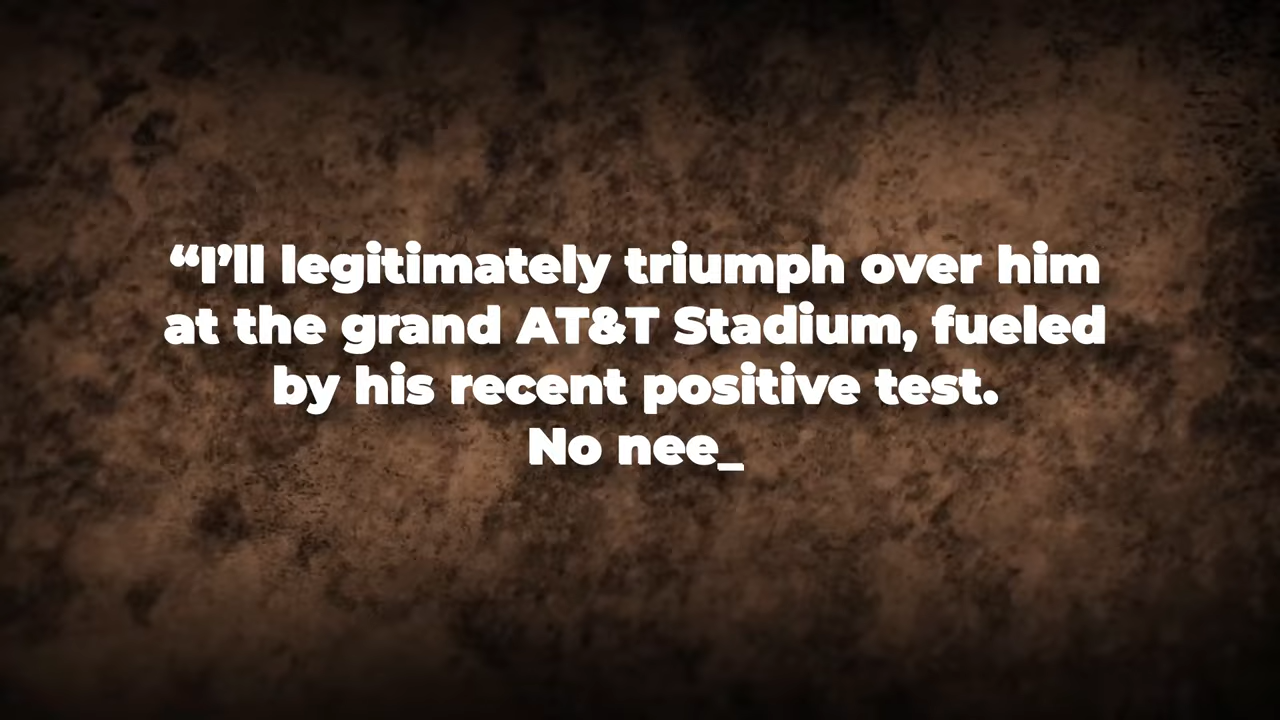 “I’ll legitimately triumph over him
at the grand AT&T Stadium, fueled
by his recent positive test.
No nee_